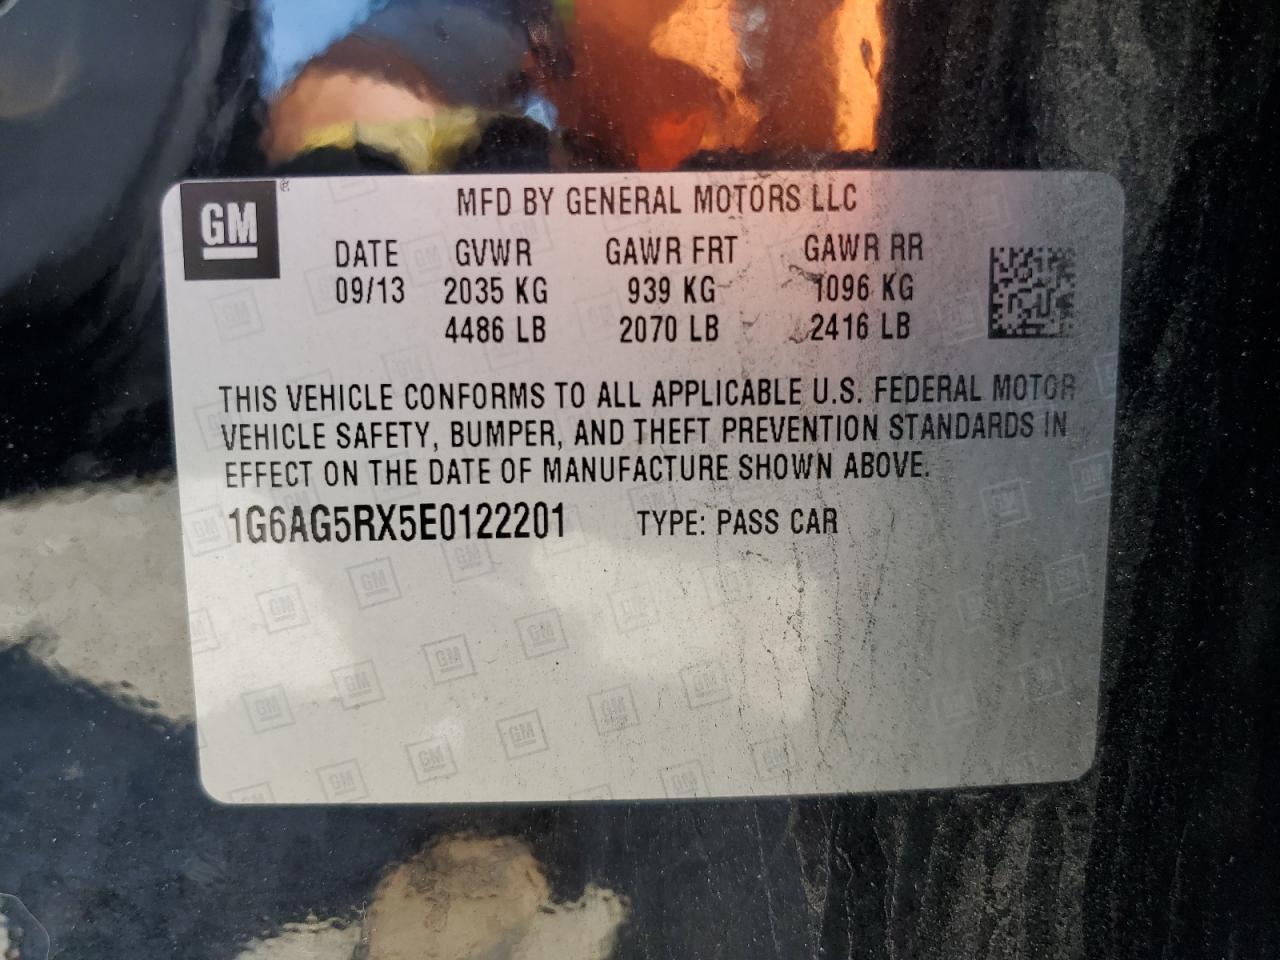 GM ®
MFD BY GENERAL MOTORS LLC
DATE GVWR GAWR FRT GAWR RR
09/13 2035 KG 939 KG 1096 KG
4486 LB 2070 LB 2416 LB
THIS VEHICLE CONFORMS TO ALL APPLICABLE U.S. FEDERAL MOTOR
VEHICLE SAFETY, BUMPER, AND THEFT PREVENTION STANDARDS IN
EFFECT ON THE DATE OF MANUFACTURE SHOWN ABOVE.
1G6AG5RX5E0122201 TYPE: PASS CAR